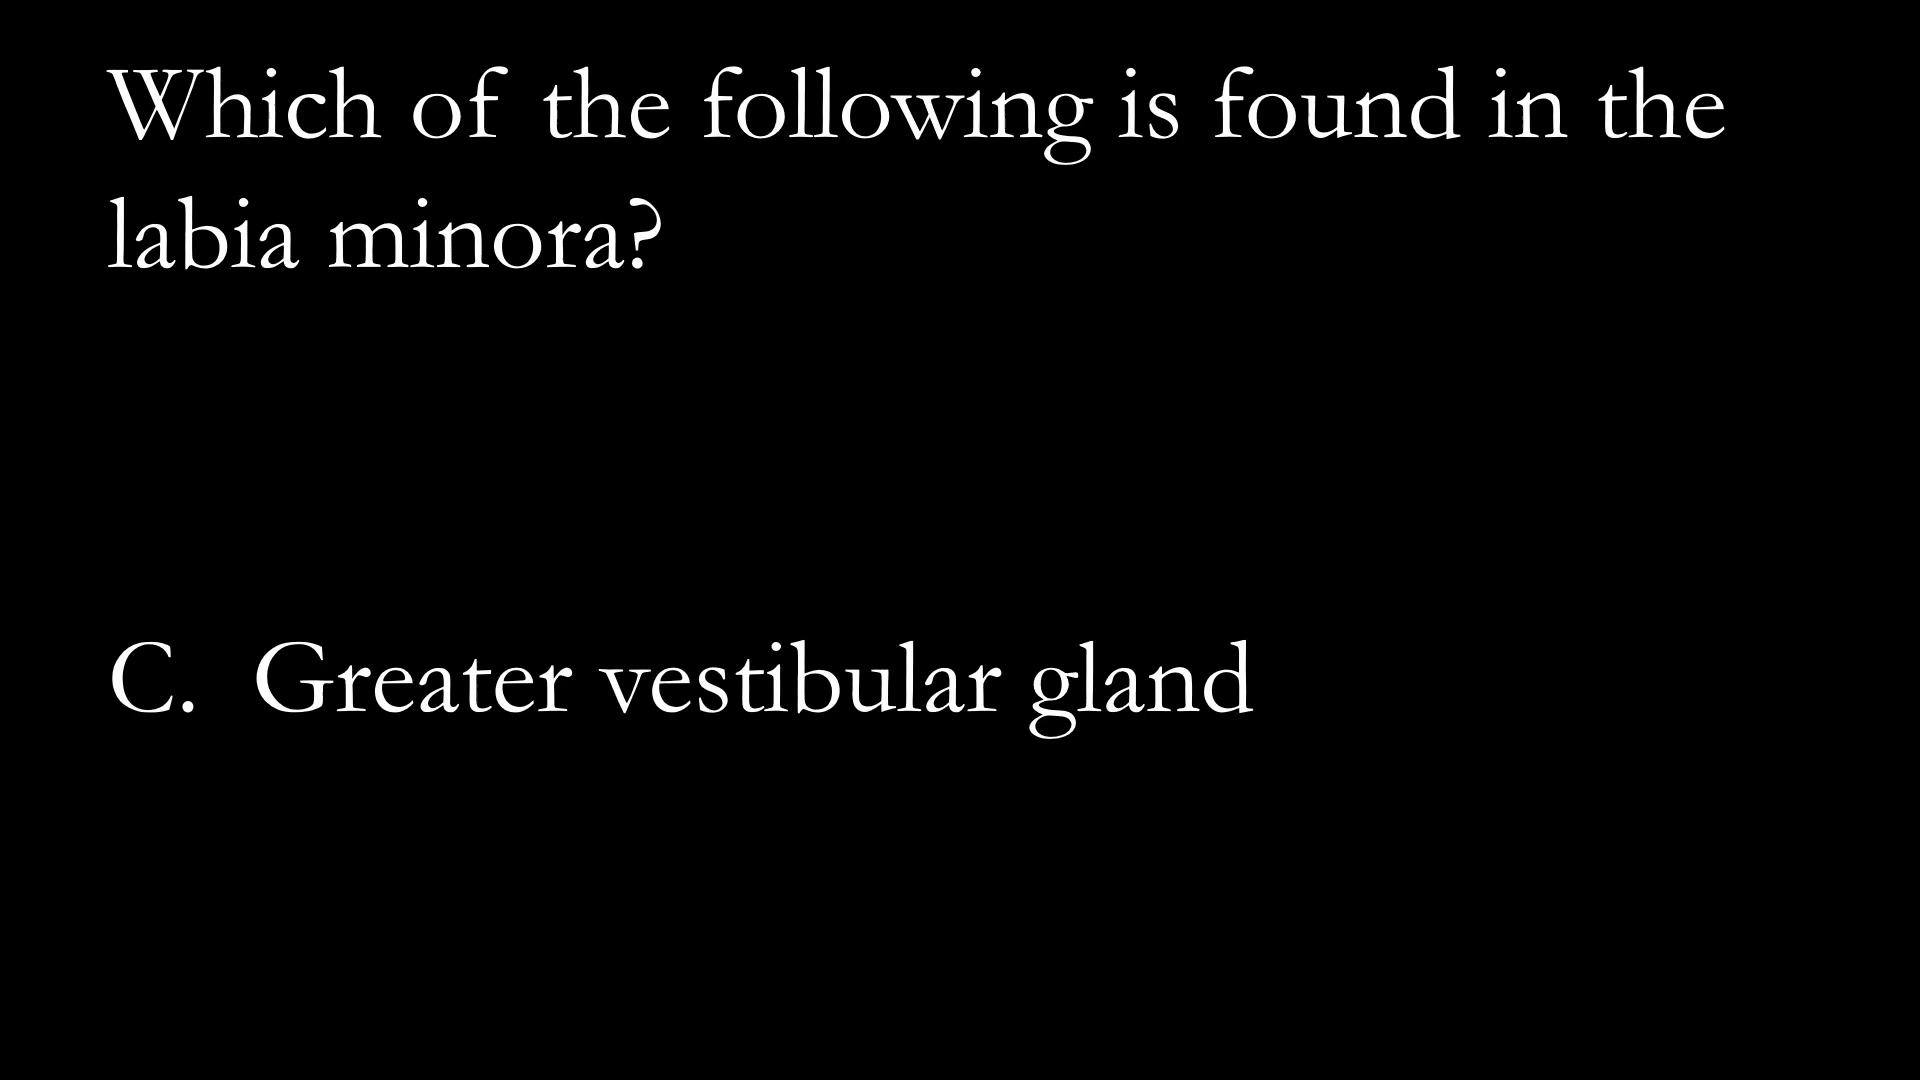 Which of the following is found in the
labia minora?
C. Greater vestibular gland